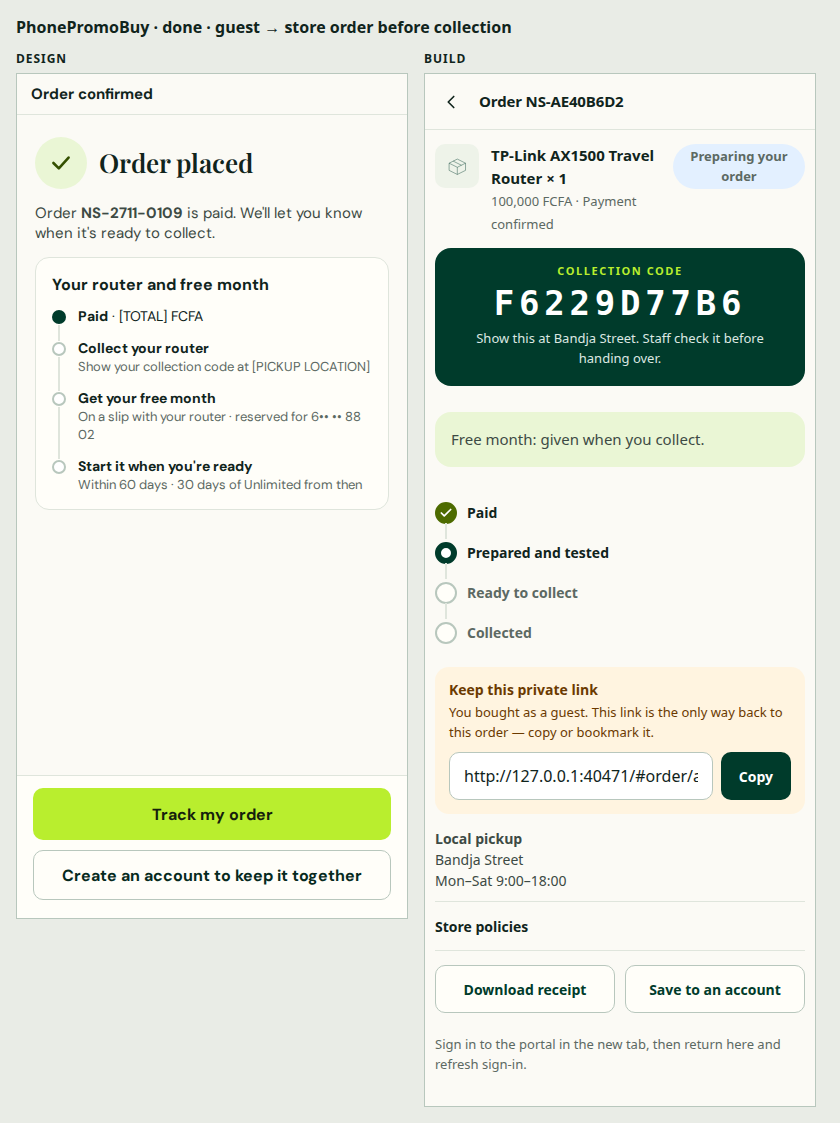 PhonePromoBuy · done · guest → store order before collection
DESIGN
Order confirmed
Order placed
Order NS-2711-0109 is paid. We'll let you know
when it's ready to collect.
Your router and free month
Paid · [TOTAL] FCFA
Collect your router
Show your collection code at [PICKUP LOCATION]
Get your free month
On a slip with your router · reserved for 6•• •• 88
02
Start it when you're ready
Within 60 days · 30 days of Unlimited from then
Track my order
Create an account to keep it together
BUILD
Order NS-AE40B6D2
TP-Link AX1500 Travel
Router × 1
100,000 FCFA · Payment
confirmed
Preparing your
order
COLLECTION CODE
F6229D77B6
Show this at Bandja Street. Staff check it before
handing over.
Free month: given when you collect.
Paid
Prepared and tested
Ready to collect
Collected
Keep this private link
You bought as a guest. This link is the only way back to
this order — copy or bookmark it.
http://127.0.0.1:40471/#order/a
Copy
Local pickup
Bandja Street
Mon–Sat 9:00–18:00
Store policies
Download receipt
Save to an account
Sign in to the portal in the new tab, then return here and
refresh sign-in.